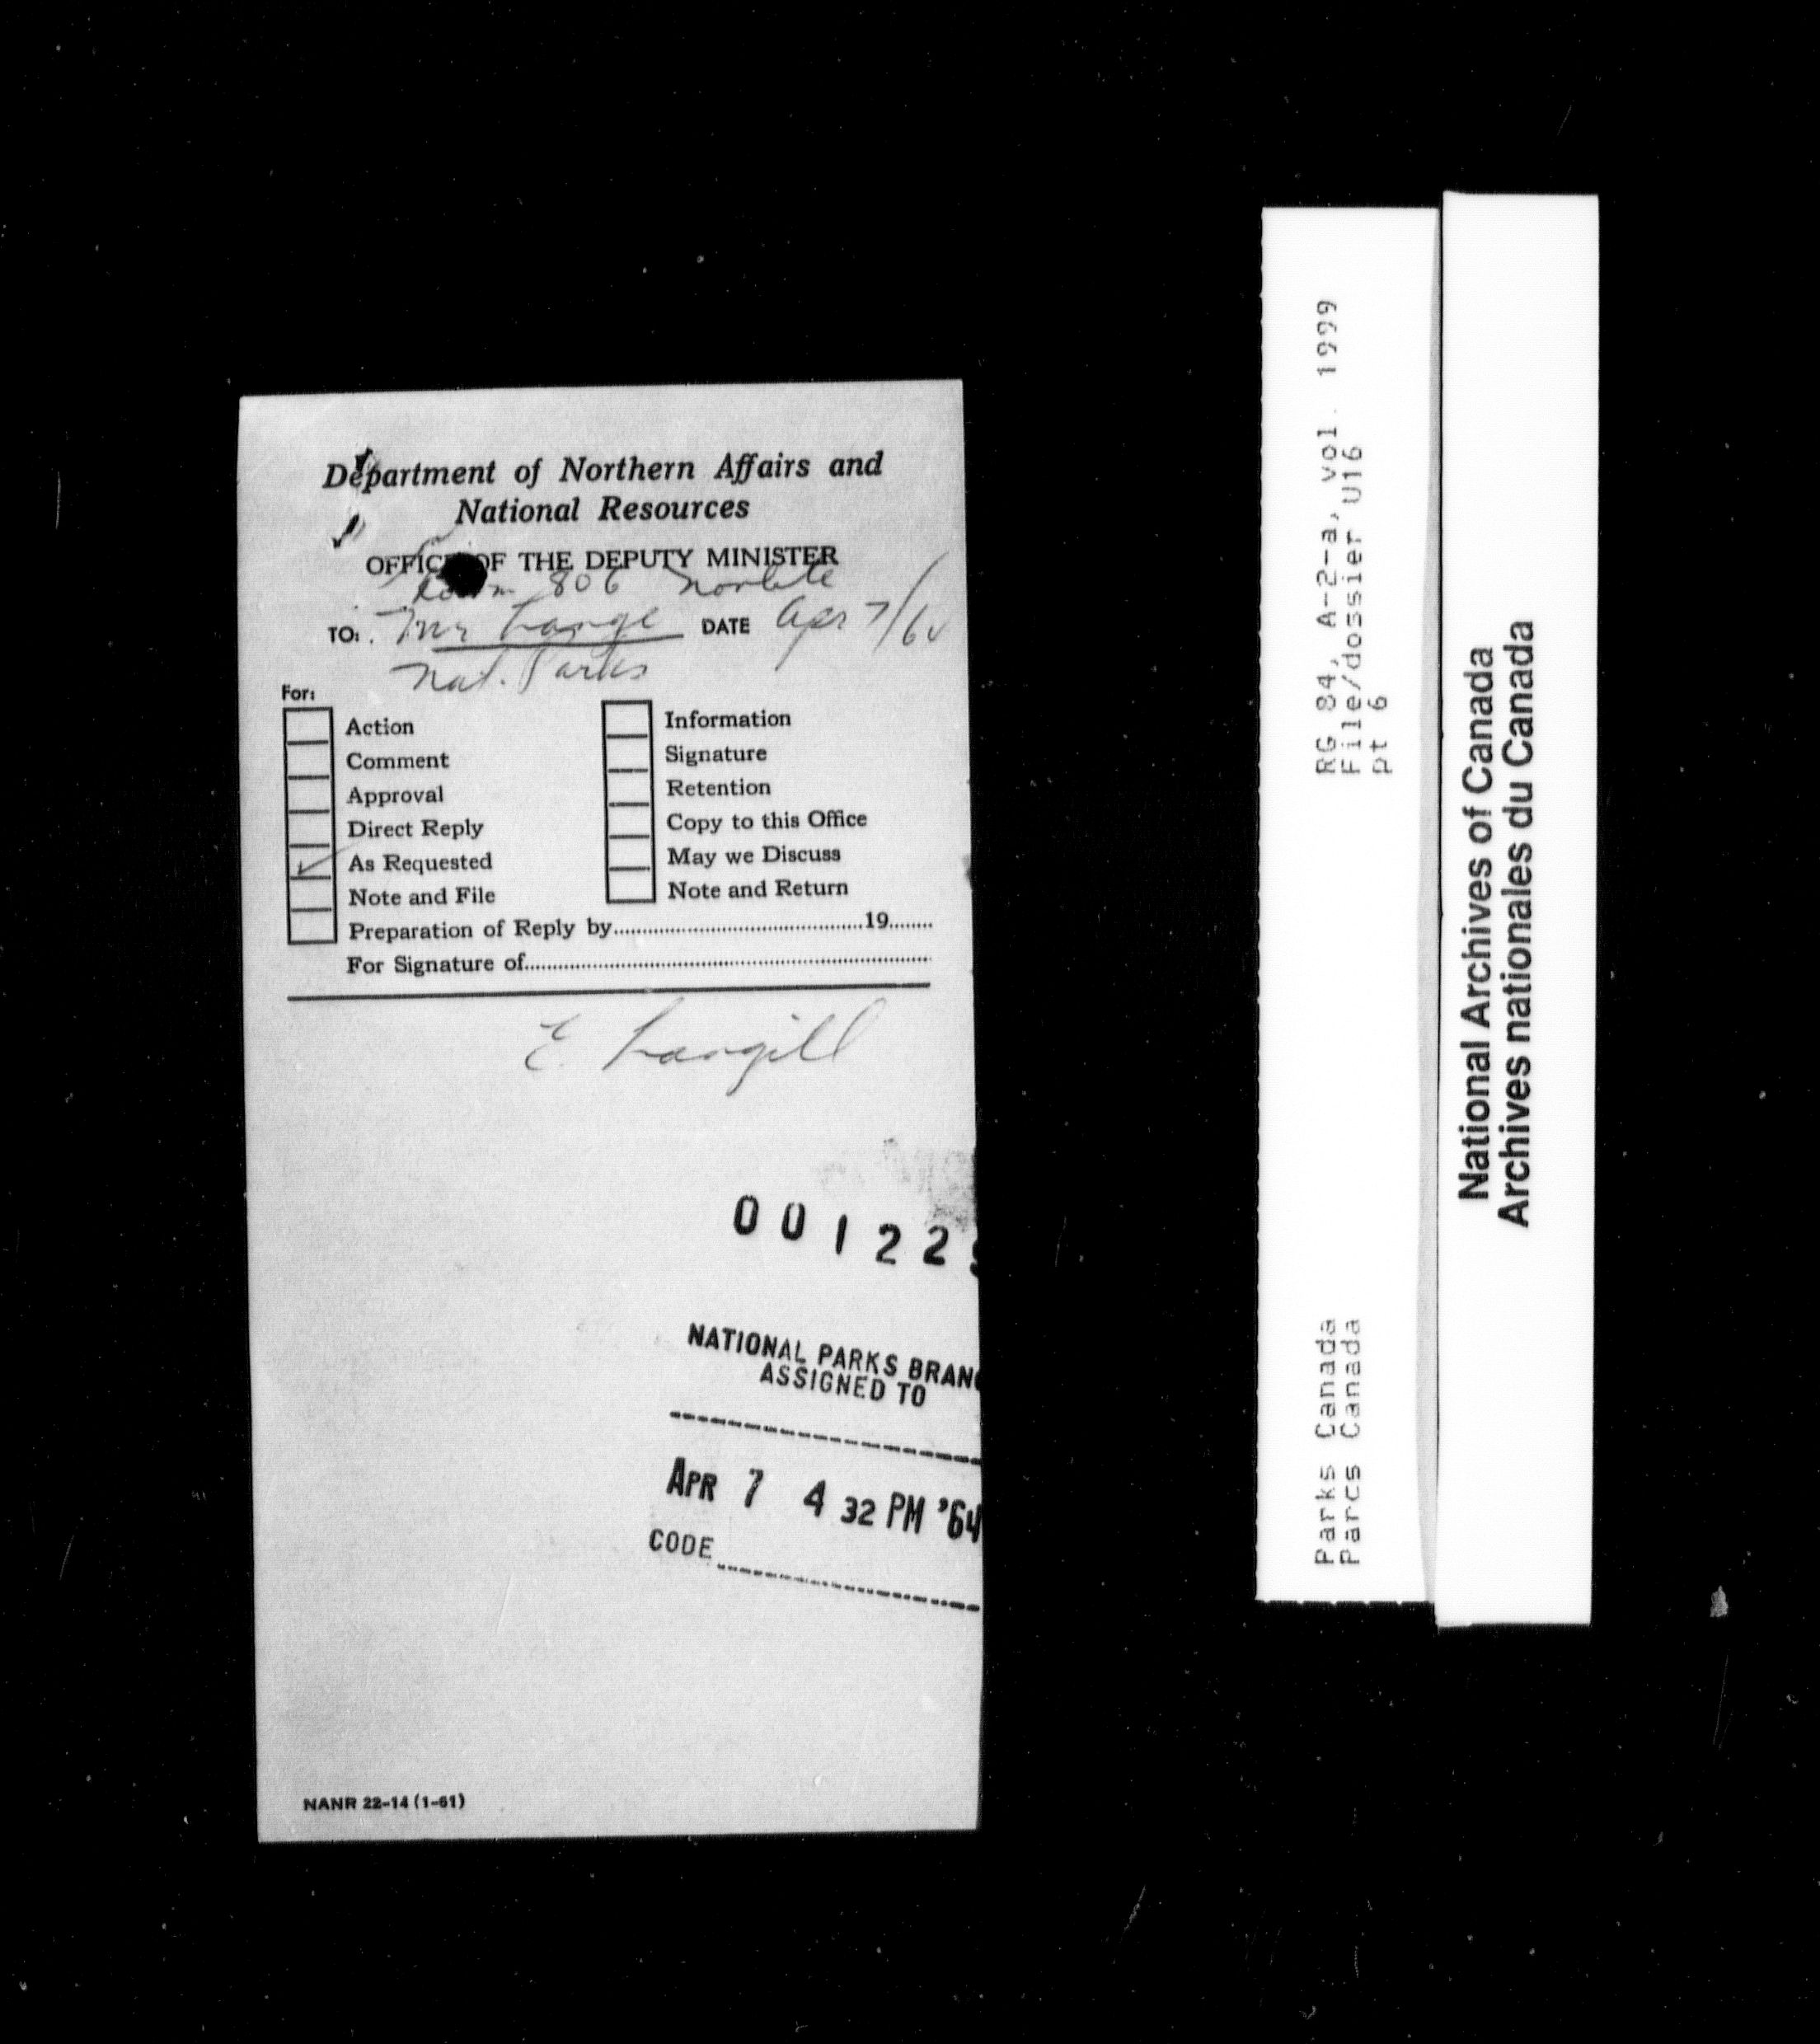 Department of Northern Affairs and
National Resources
OFFICE OF THE DEPUTY MINISTER
Room 806 Norlite
TO: Mr Lange DATE Apr 7/64
Nat. Parks
For:
Action
Comment
Approval
Direct Reply
As Requested
Note and File
Information
Signature
Retention
Copy to this Office
May we Discuss
Note and Return
Preparation of Reply by 19
For Signature of
E. Langill
00122
NATIONAL PARKS BRANC
ASSIGNED TO
APR 7 4 32 PM '64
CODE
NANR 22-14 (1-61)
RG 84, A-2-a, vol. 1999
File/dossier U16
pt 6
Parks Canada
Parcs Canada
National Archives of Canada
Archives nationales du Canada